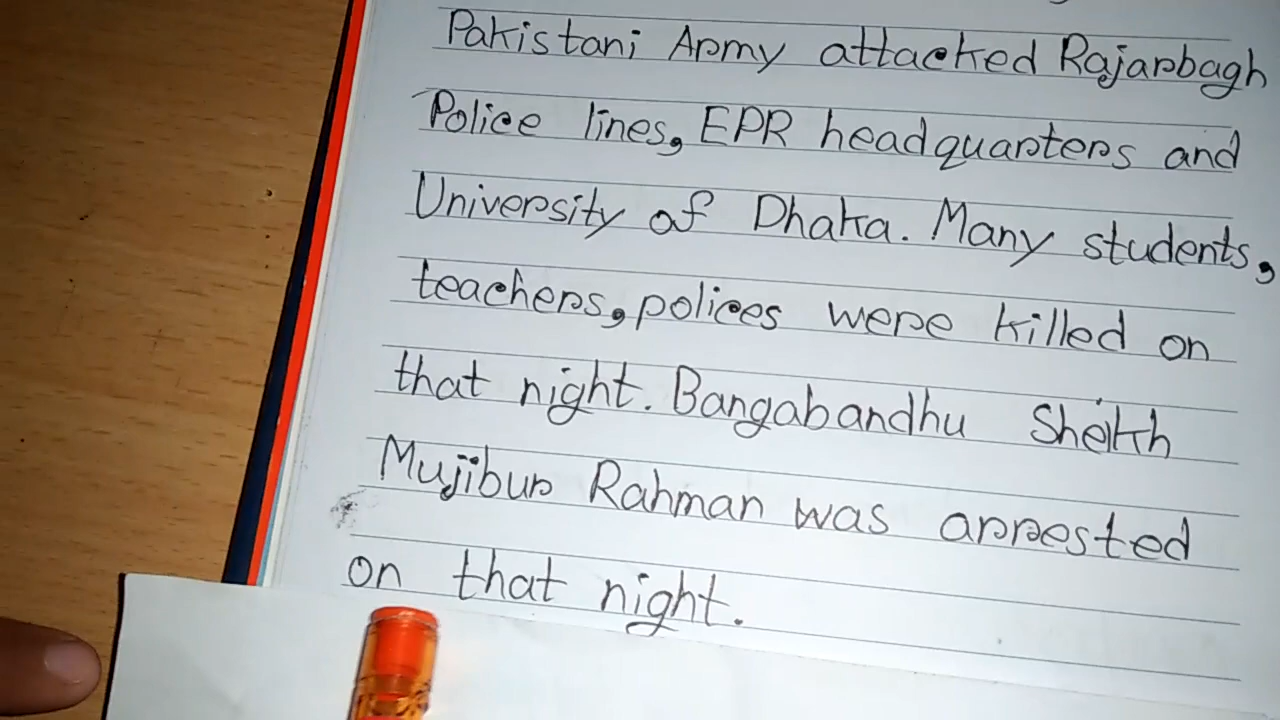 Pakistani Army attacked Rajarbagh
Police lines, EPR headquarters and
University of Dhaka. Many students,
teachers, polices were killed on
that night. Bangabandhu Sheikh
Mujibur Rahman was arrested
on that night.